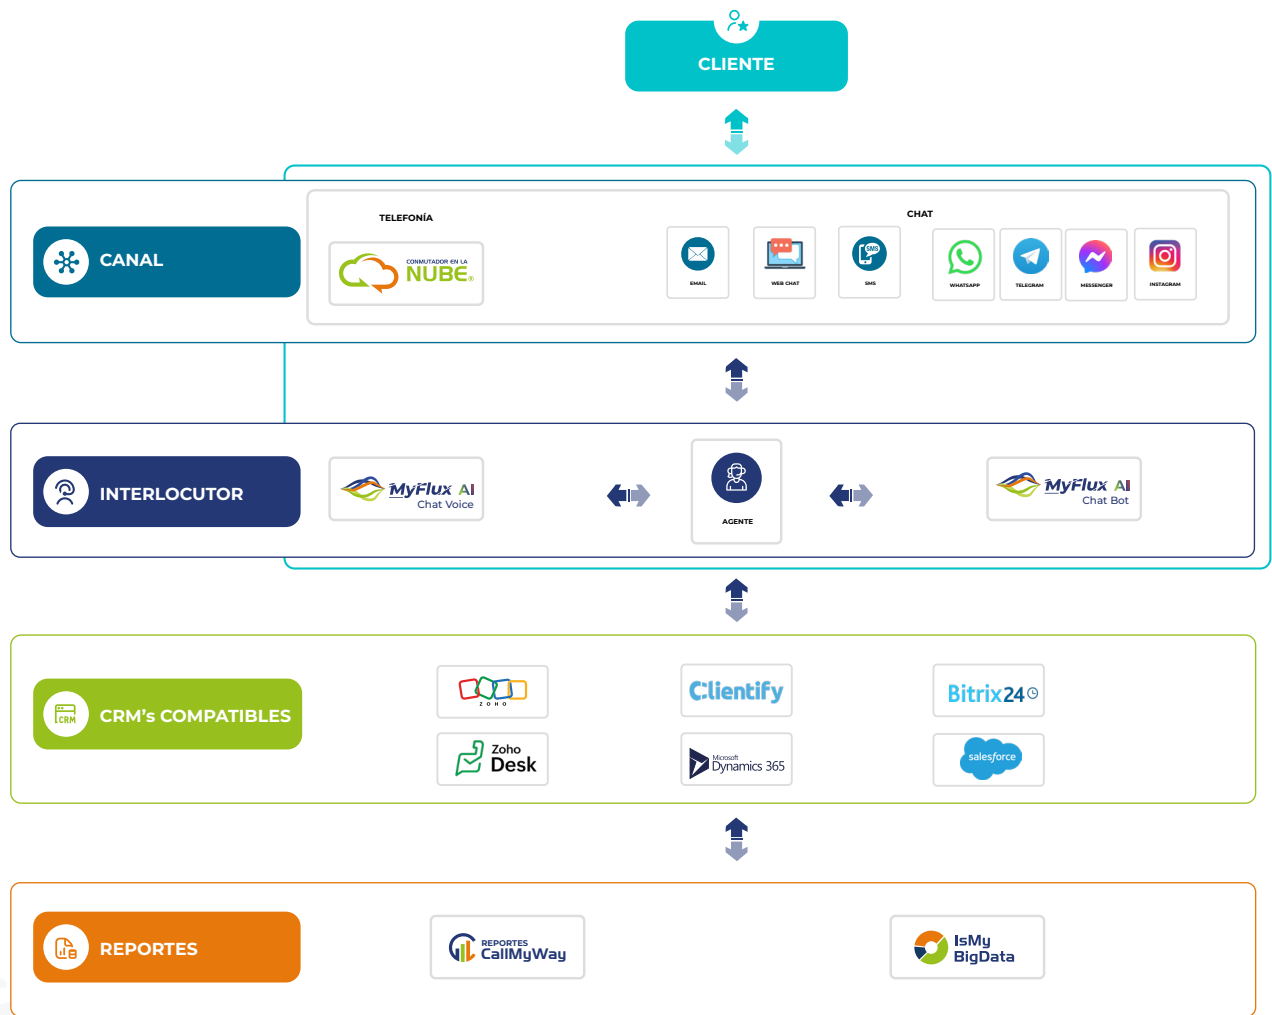 CLIENTE
CANAL
TELEFONÍA
CONMUTADOR EN LA
NUBE®
CHAT
EMAIL
WEB CHAT
SMS
SMS
WHATSAPP
TELEGRAM
MESSENGER
INSTAGRAM
INTERLOCUTOR
MyFlux AI
Chat Voice
AGENTE
MyFlux AI
Chat Bot
CRM
CRM's COMPATIBLES
ZOHO
Clientify
Bitrix24
Zoho
Desk
Microsoft
Dynamics 365
salesforce
REPORTES
REPORTES
CallMyWay
IsMy
BigData